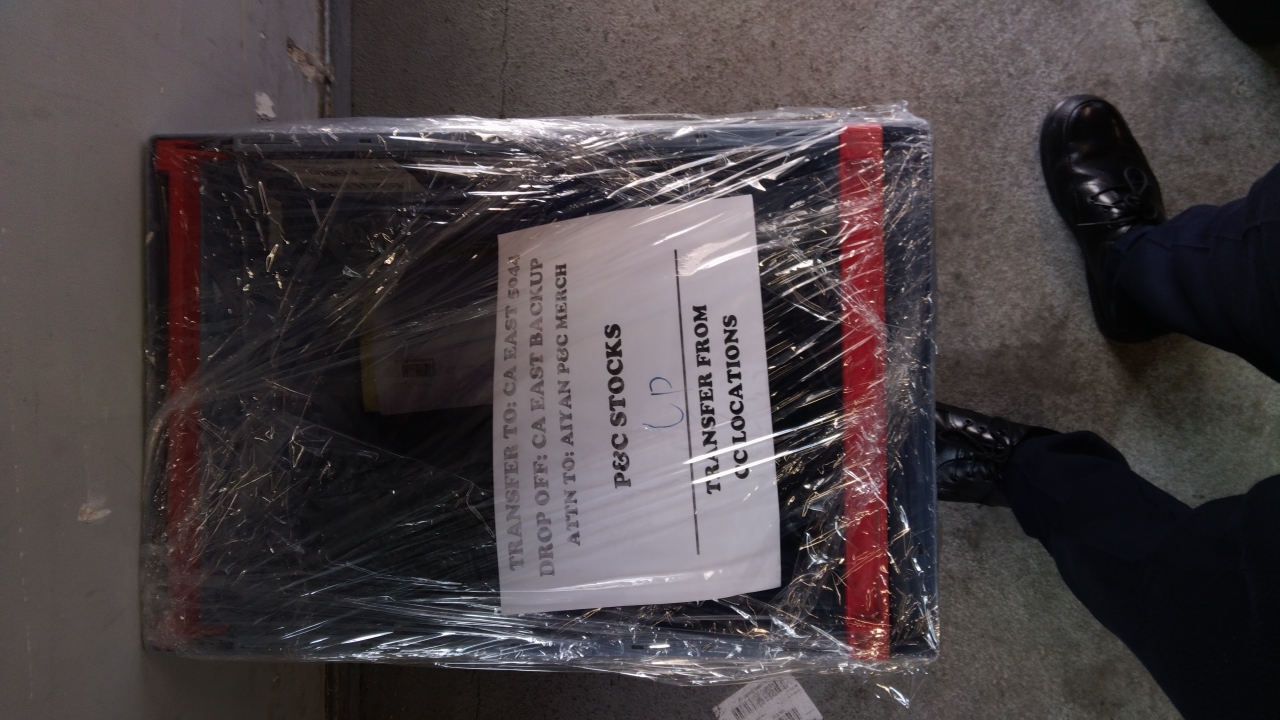 TRANSFER TO: CA EAST 5044
DROP OFF: CA EAST BACKUP
ATTN TO: AIYAN P&C MERCH
P&C STOCKS
CP
TRANSFER FROM
CC LOCATIONS